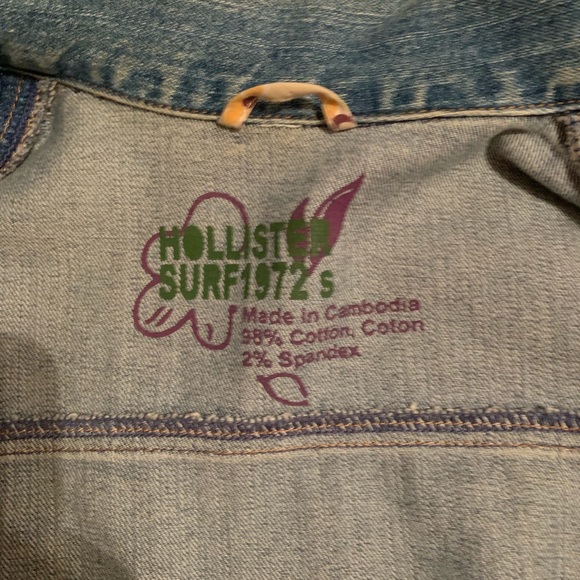 HOLLISTER
SURF1972 s
Made in Cambodia
98% Cotton, Coton
2% Spandex